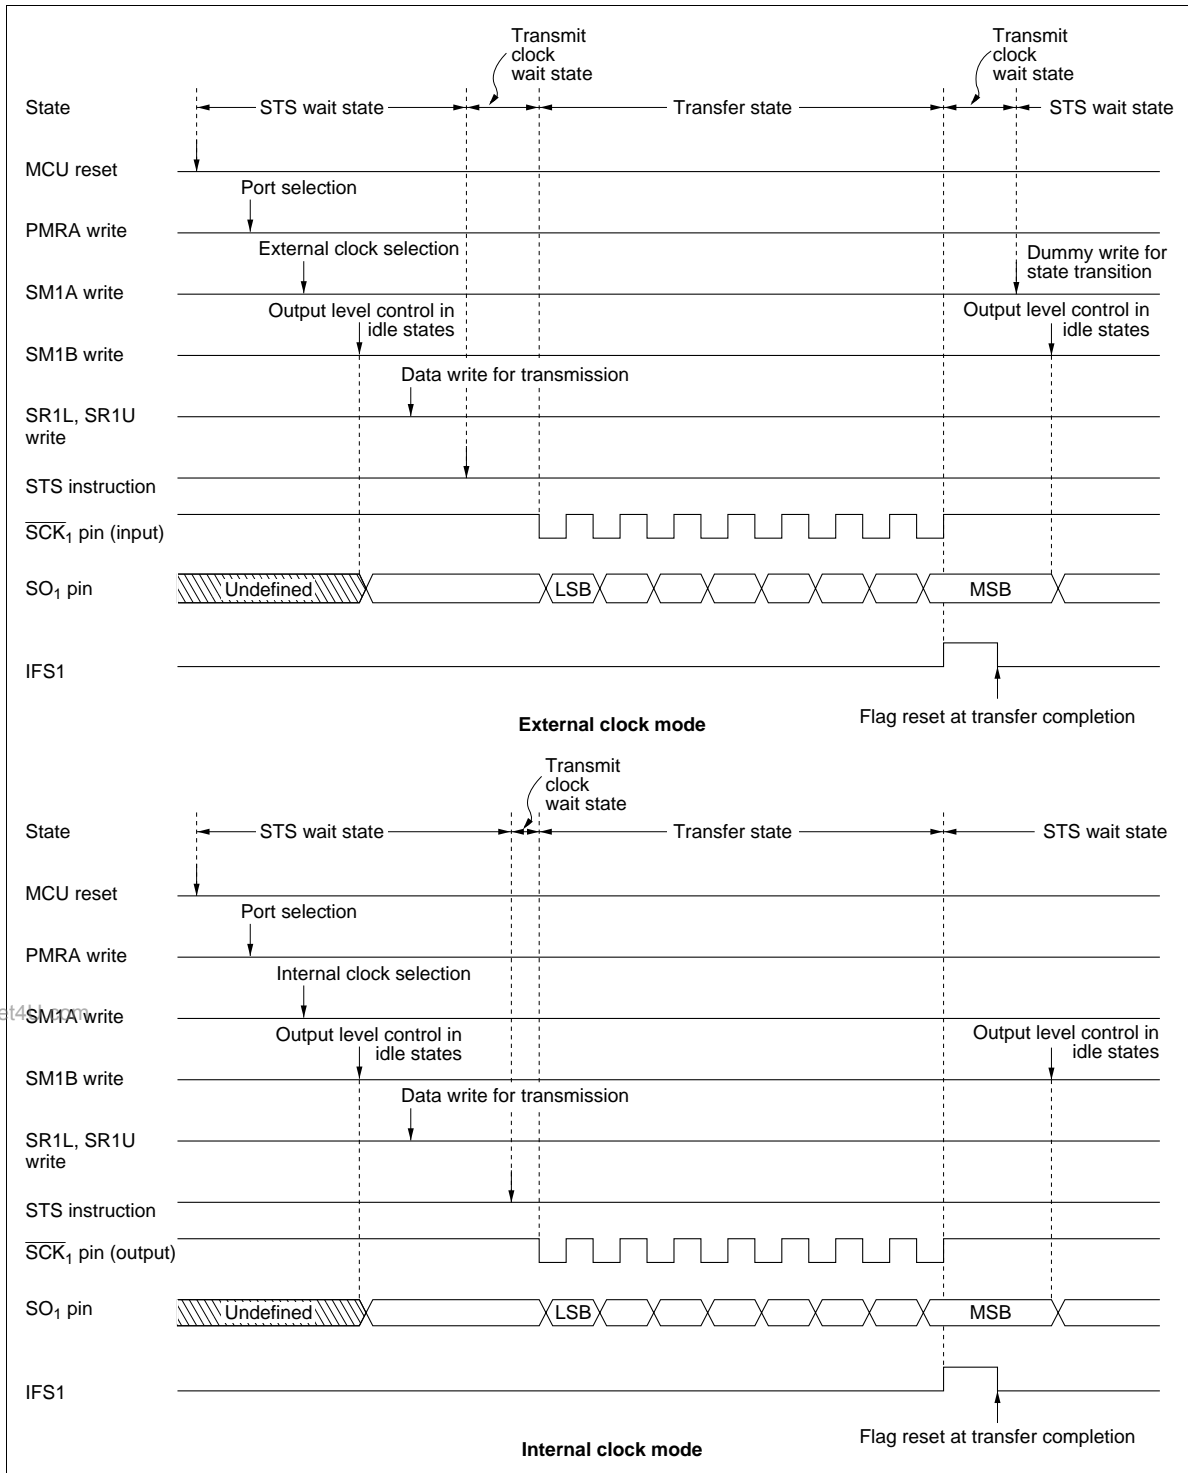 Transmit
clock
wait state
Transmit
clock
wait state
State
STS wait state
Transfer state
STS wait state
MCU reset
Port selection
PMRA write
External clock selection
Dummy write for
state transition
SM1A write
Output level control in
idle states
Output level control in
idle states
SM1B write
Data write for transmission
SR1L, SR1U
write
STS instruction
SCK1 pin (input)
SO1 pin
Undefined
LSB
MSB
IFS1
Flag reset at transfer completion
External clock mode
Transmit
clock
wait state
State
STS wait state
Transfer state
STS wait state
MCU reset
Port selection
PMRA write
Internal clock selection
et4U.com
SM1A write
Output level control in
idle states
Output level control in
idle states
SM1B write
Data write for transmission
SR1L, SR1U
write
STS instruction
SCK1 pin (output)
SO1 pin
Undefined
LSB
MSB
IFS1
Flag reset at transfer completion
Internal clock mode